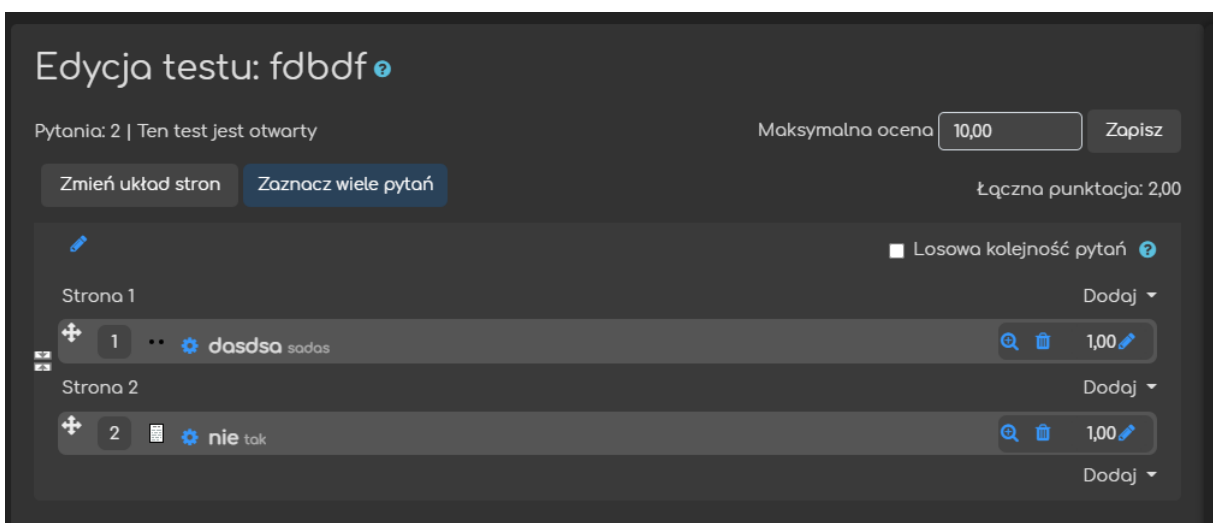 Edycja testu: fdbdf
Pytania: 2 | Ten test jest otwarty
Maksymalna ocena 10,00 Zapisz
Zmień układ stron Zaznacz wiele pytań
Łączna punktacja: 2,00
Losowa kolejność pytań
Strona 1 Dodaj
1 dasdsa sadas 1,00
Strona 2 Dodaj
2 nie tak 1,00
Dodaj